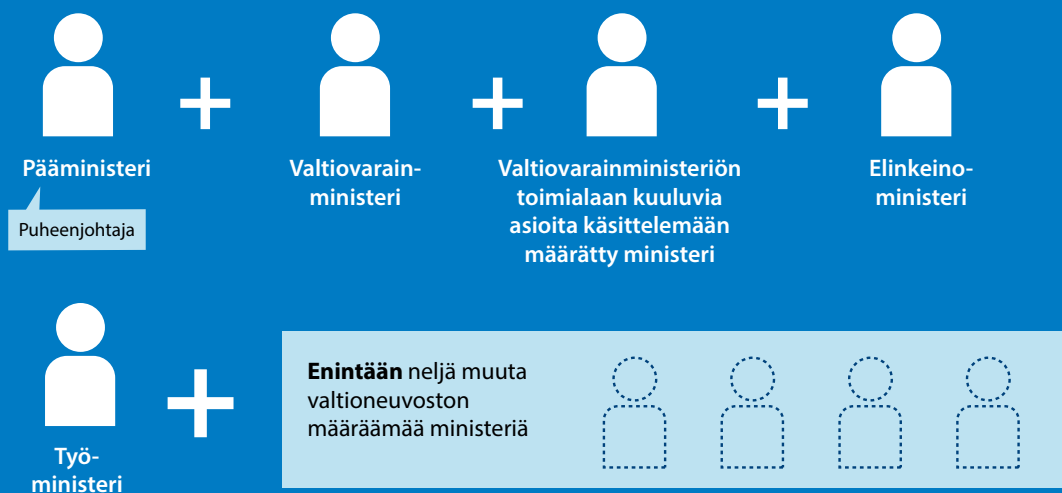 Pääministeri
Puheenjohtaja
Valtiovarain-
ministeri
Valtiovarainministeriön
toimialaan kuuluvia
asioita käsittelemään
määrätty ministeri
Elinkeino-
ministeri
Työ-
ministeri
Enintään neljä muuta
valtioneuvoston
määräämää ministeriä